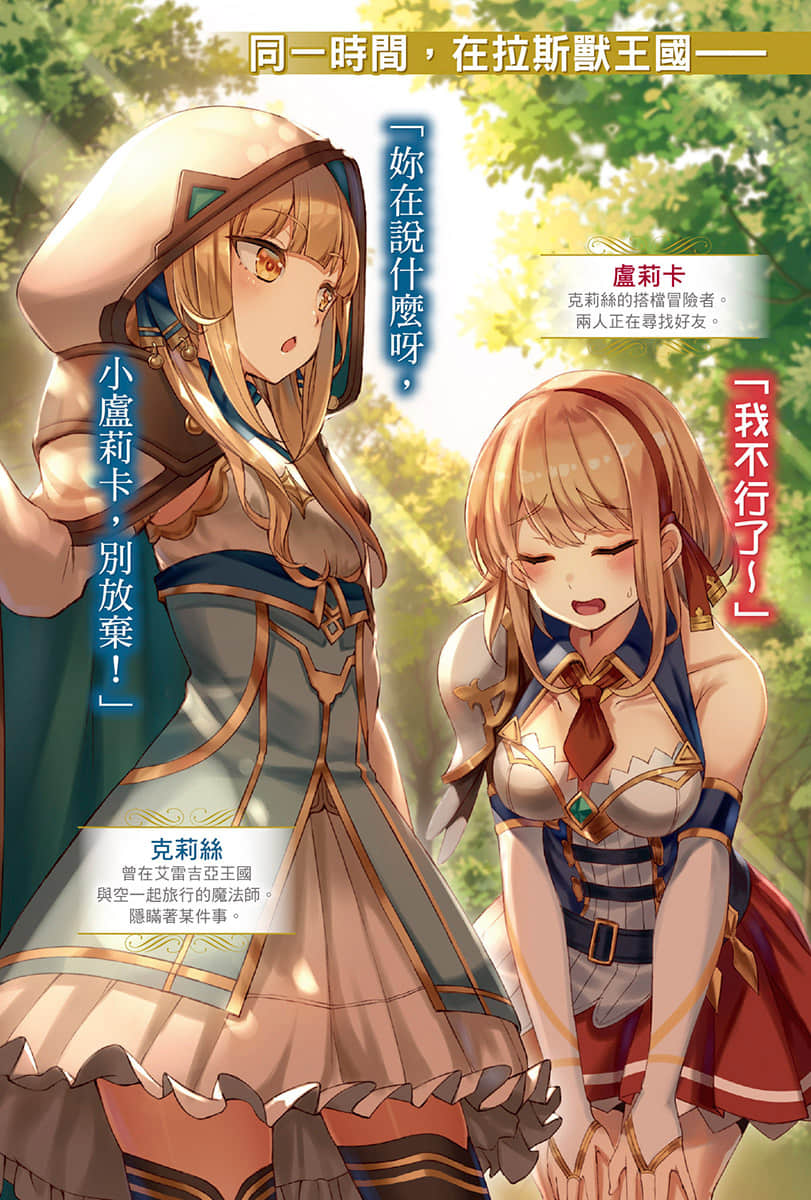 同一時間，在拉斯獸王國——
「我不行了～」
盧莉卡
克莉絲的搭檔冒險者。
兩人正在尋找好友。
「妳在說什麼呀，
小盧莉卡，別放棄！」
克莉絲
曾在艾雷吉亞王國
與空一起旅行的魔法師。
隱瞞著某件事。